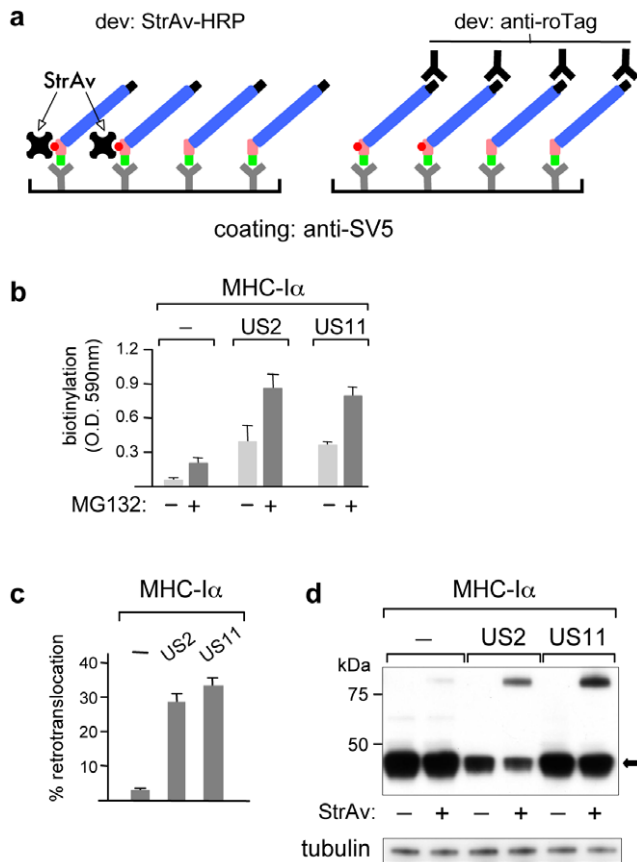 a
dev: StrAv-HRP
dev: anti-roTag
StrAv
coating: anti-SV5
b
MHC-Iα
– US2 US11
biotinylation
(O.D. 590nm)
1.2
0.9
0.6
0.3
MG132: – + – + – +
c
MHC-Iα
– US2 US11
% retrotranslocation
40
30
20
10
d
MHC-Iα
– US2 US11
kDa
75
50
StrAv: – + – + – +
tubulin